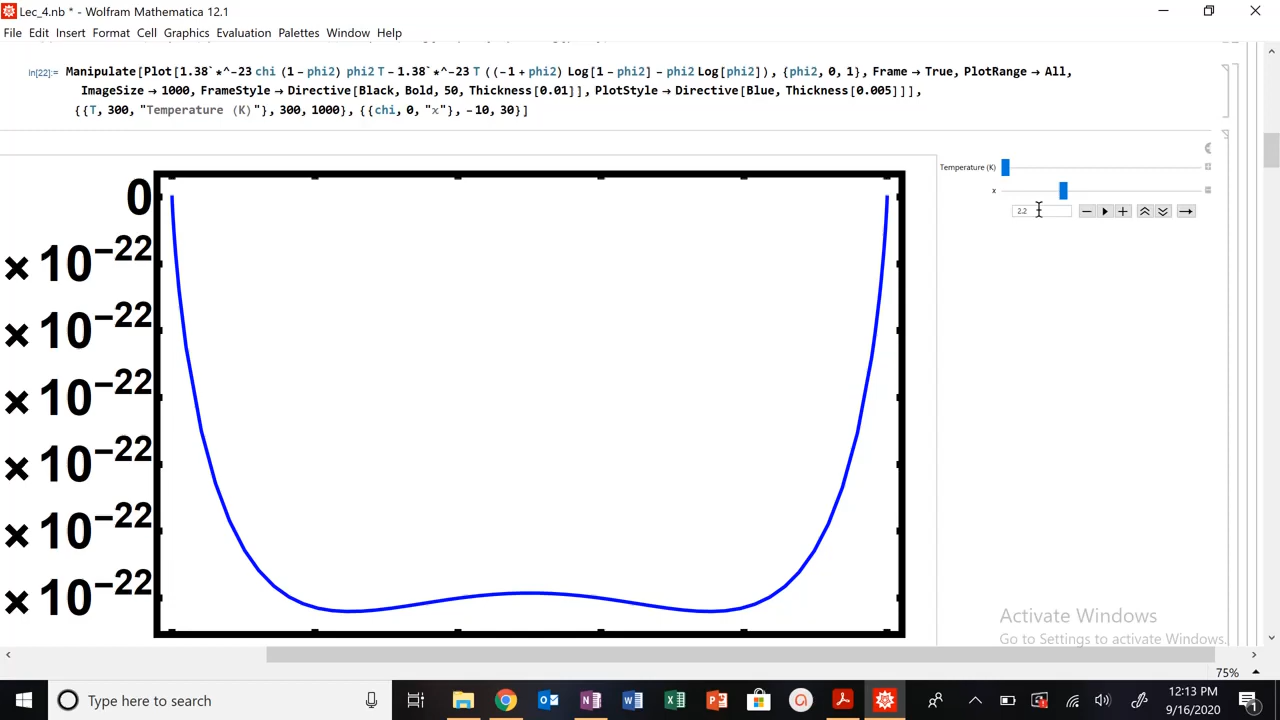 Lec_4.nb * - Wolfram Mathematica 12.1
File Edit Insert Format Cell Graphics Evaluation Palettes Window Help
In[22]:= Manipulate[Plot[1.38`*^-23 chi (1 - phi2) phi2 T - 1.38`*^-23 T ((-1 + phi2) Log[1 - phi2] - phi2 Log[phi2]), {phi2, 0, 1}, Frame → True, PlotRange → All,
ImageSize → 1000, FrameStyle → Directive[Black, Bold, 50, Thickness[0.01]], PlotStyle → Directive[Blue, Thickness[0.005]]],
{{T, 300, "Temperature (K)"}, 300, 1000}, {{chi, 0, "x"}, -10, 30}]
Temperature (K)
x
2.2
0
× 10⁻²²
× 10⁻²²
× 10⁻²²
× 10⁻²²
× 10⁻²²
× 10⁻²²
Activate Windows
Go to Settings to activate Windows.
75%
Type here to search
12:13 PM
9/16/2020
1